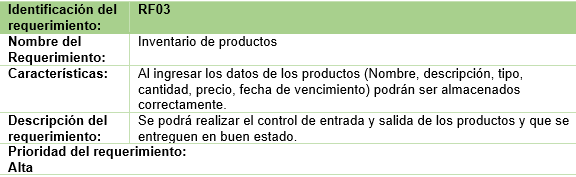 Identificación del requerimiento: RF03
Nombre del Requerimiento: Inventario de productos
Características: Al ingresar los datos de los productos (Nombre, descripción, tipo,
cantidad, precio, fecha de vencimiento) podrán ser almacenados
correctamente.
Descripción del requerimiento: Se podrá realizar el control de entrada y salida de los productos y que se
entreguen en buen estado.
Prioridad del requerimiento:
Alta